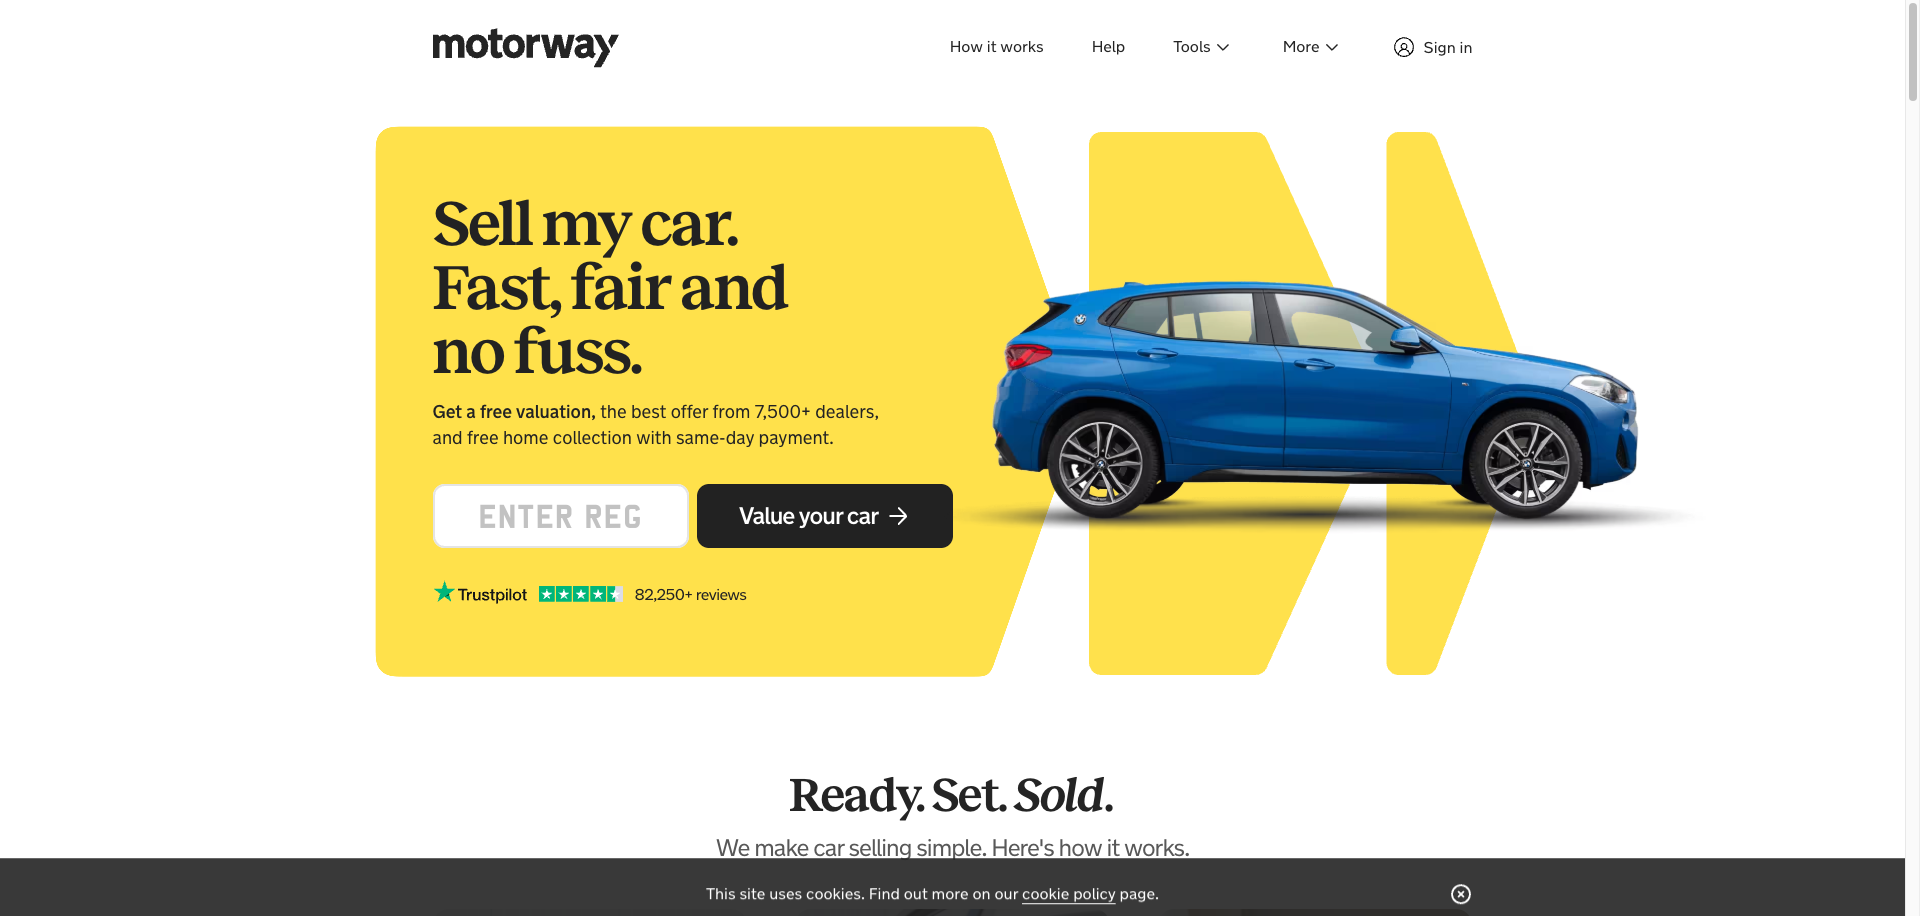 motorway
How it works
Help
Tools
More
Sign in
Sell my car.
Fast, fair and
no fuss.
Get a free valuation, the best offer from 7,500+ dealers,
and free home collection with same-day payment.
ENTER REG
Value your car
Trustpilot
82,250+ reviews
Ready. Set. Sold.
We make car selling simple. Here's how it works.
This site uses cookies. Find out more on our cookie policy page.